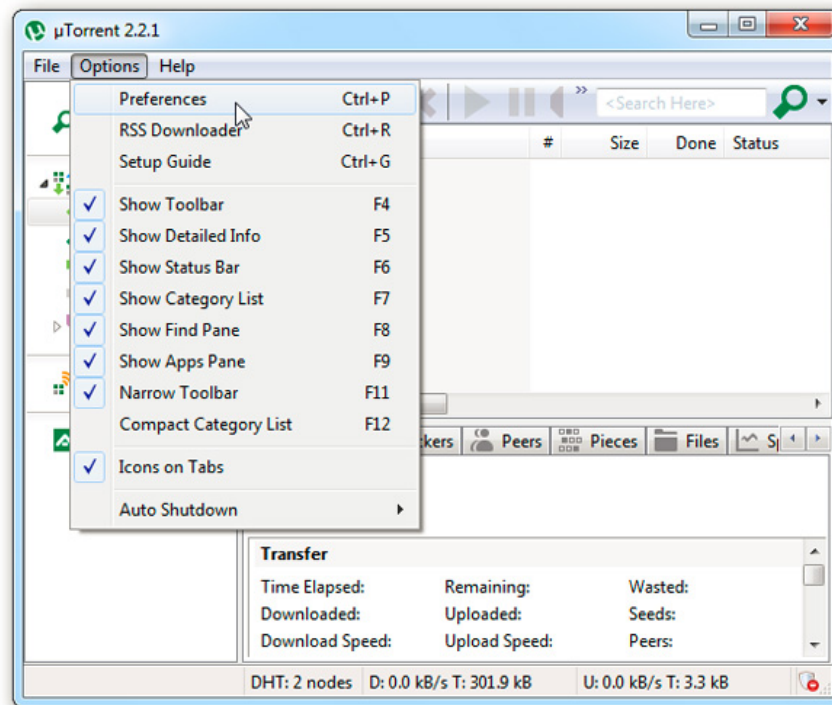 µTorrent 2.2.1
File Options Help
Preferences Ctrl+P
RSS Downloader Ctrl+R
Setup Guide Ctrl+G
Show Toolbar F4
Show Detailed Info F5
Show Status Bar F6
Show Category List F7
Show Find Pane F8
Show Apps Pane F9
Narrow Toolbar F11
Compact Category List F12
Icons on Tabs
Auto Shutdown
<Search Here>
# Size Done Status
Peers Pieces Files
Transfer
Time Elapsed: Remaining: Wasted:
Downloaded: Uploaded: Seeds:
Download Speed: Upload Speed: Peers:
DHT: 2 nodes D: 0.0 kB/s T: 301.9 kB U: 0.0 kB/s T: 3.3 kB